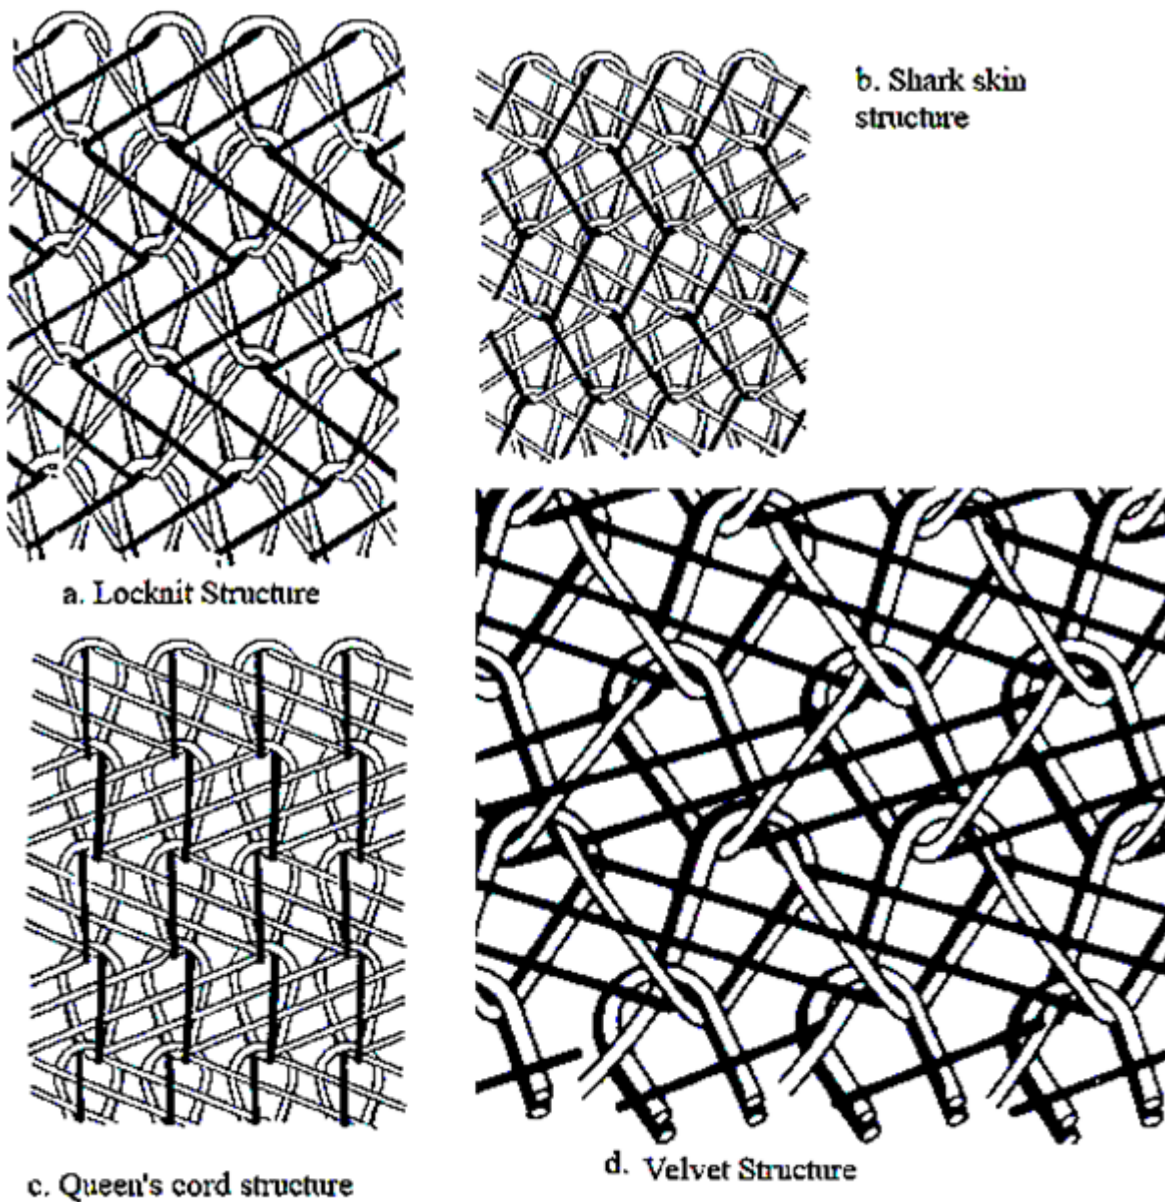 b. Shark skin
structure
a. Locknit Structure
c. Queen's cord structure
d. Velvet Structure